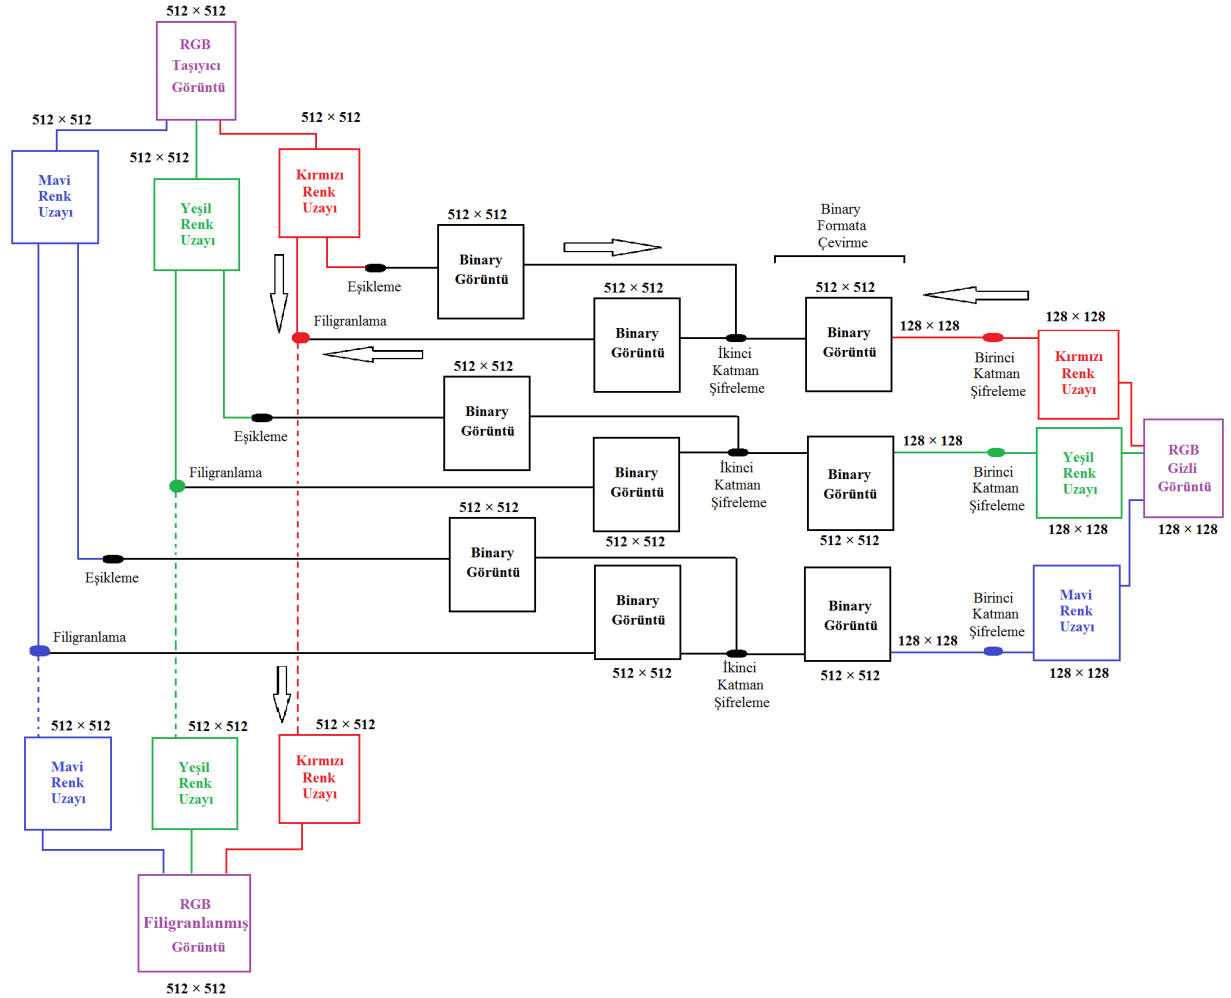 512 × 512
RGB
Taşıyıcı
Görüntü
512 × 512
512 × 512
512 × 512
Mavi
Renk
Uzayı
Yeşil
Renk
Uzayı
Kırmızı
Renk
Uzayı
512 × 512
Binary
Görüntü
Eşikleme
Binary
Formata
Çevirme
Filigranlama
512 × 512
Binary
Görüntü
İkinci
Katman
Şifreleme
512 × 512
Binary
Görüntü
128 × 128
Birinci
Katman
Şifreleme
128 × 128
Kırmızı
Renk
Uzayı
512 × 512
Binary
Görüntü
Eşikleme
Filigranlama
Binary
Görüntü
512 × 512
İkinci
Katman
Şifreleme
Binary
Görüntü
512 × 512
128 × 128
Birinci
Katman
Şifreleme
Yeşil
Renk
Uzayı
128 × 128
RGB
Gizli
Görüntü
128 × 128
512 × 512
Binary
Görüntü
Eşikleme
Filigranlama
Binary
Görüntü
512 × 512
İkinci
Katman
Şifreleme
Binary
Görüntü
512 × 512
128 × 128
Birinci
Katman
Şifreleme
Mavi
Renk
Uzayı
128 × 128
512 × 512
512 × 512
512 × 512
Mavi
Renk
Uzayı
Yeşil
Renk
Uzayı
Kırmızı
Renk
Uzayı
RGB
Filigranlanmış
Görüntü
512 × 512